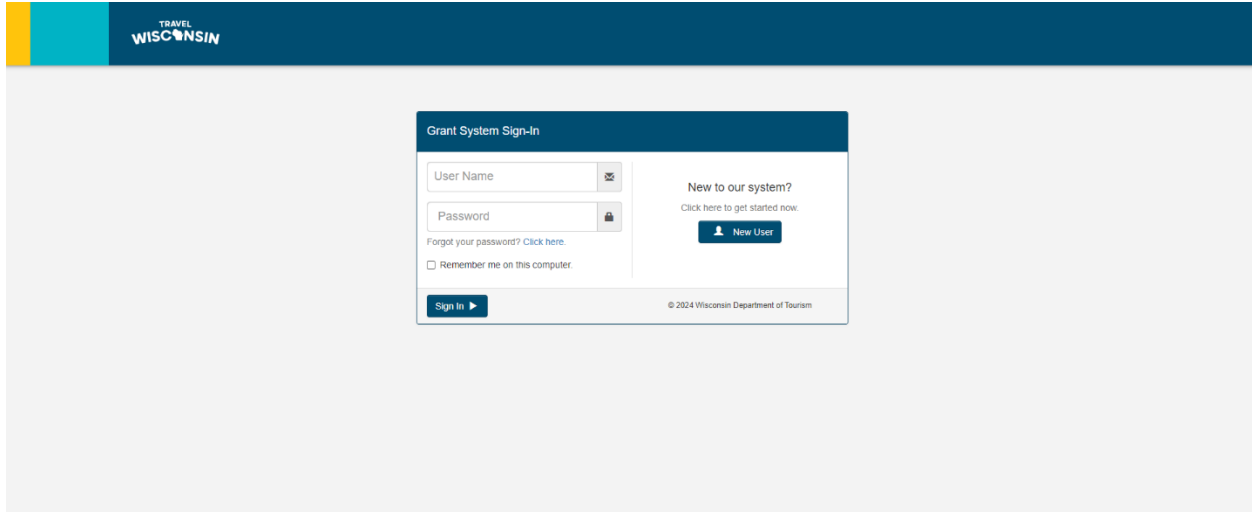 TRAVEL
WISCONSIN
Grant System Sign-In
User Name
Password
Forgot your password? Click here.
Remember me on this computer.
New to our system?
Click here to get started now.
New User
Sign In
© 2024 Wisconsin Department of Tourism